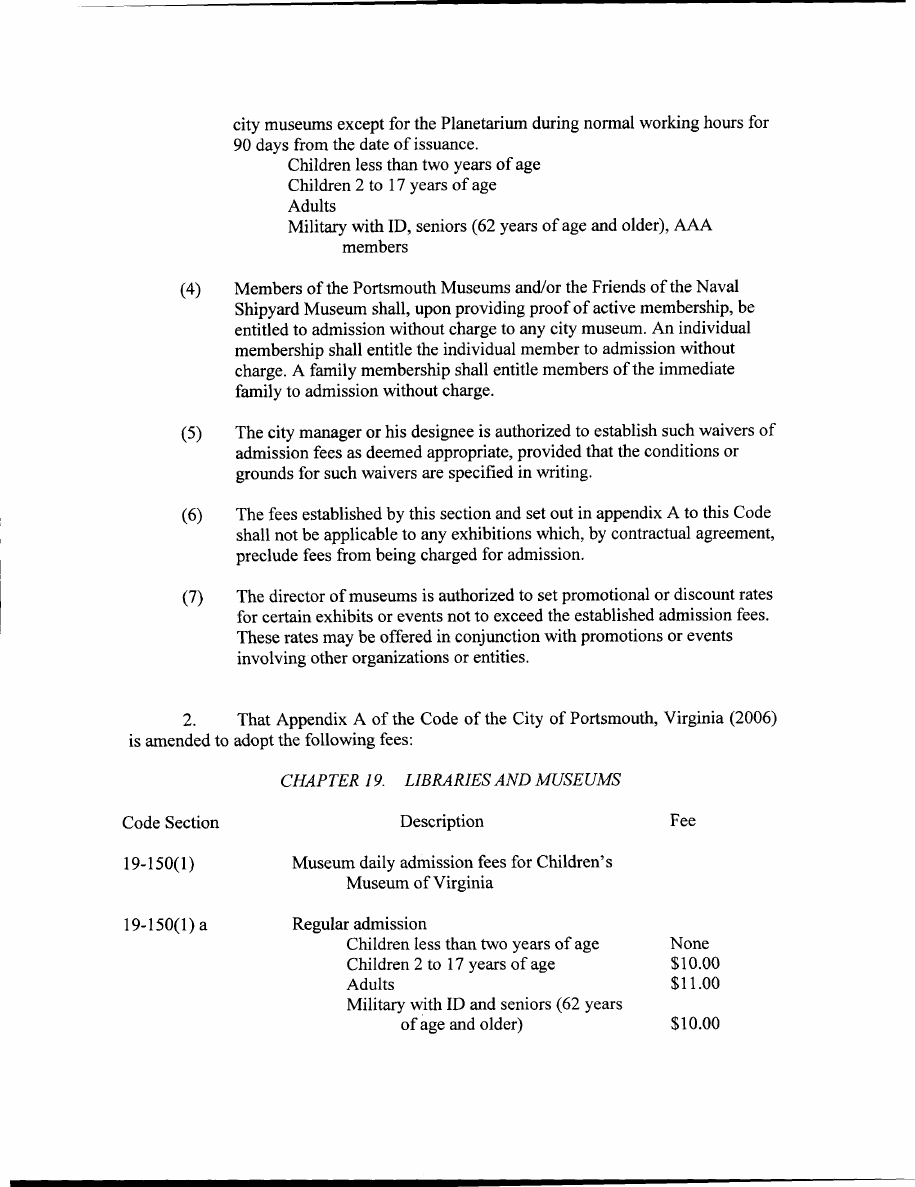 city museums except for the Planetarium during normal working hours for
90 days from the date of issuance.
Children less than two years of age
Children 2 to 17 years of age
Adults
Military with ID, seniors (62 years of age and older), AAA
members
(4) Members of the Portsmouth Museums and/or the Friends of the Naval
Shipyard Museum shall, upon providing proof of active membership, be
entitled to admission without charge to any city museum. An individual
membership shall entitle the individual member to admission without
charge. A family membership shall entitle members of the immediate
family to admission without charge.
(5) The city manager or his designee is authorized to establish such waivers of
admission fees as deemed appropriate, provided that the conditions or
grounds for such waivers are specified in writing.
(6) The fees established by this section and set out in appendix A to this Code
shall not be applicable to any exhibitions which, by contractual agreement,
preclude fees from being charged for admission.
(7) The director of museums is authorized to set promotional or discount rates
for certain exhibits or events not to exceed the established admission fees.
These rates may be offered in conjunction with promotions or events
involving other organizations or entities.
2. That Appendix A of the Code of the City of Portsmouth, Virginia (2006)
is amended to adopt the following fees:
CHAPTER 19. LIBRARIES AND MUSEUMS
Code Section Description Fee
19-150(1) Museum daily admission fees for Children's
Museum of Virginia
19-150(1) a Regular admission
Children less than two years of age None
Children 2 to 17 years of age $10.00
Adults $11.00
Military with ID and seniors (62 years
of age and older) $10.00